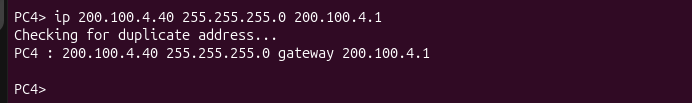 PC4> ip 200.100.4.40 255.255.255.0 200.100.4.1
Checking for duplicate address...
PC4 : 200.100.4.40 255.255.255.0 gateway 200.100.4.1
PC4>